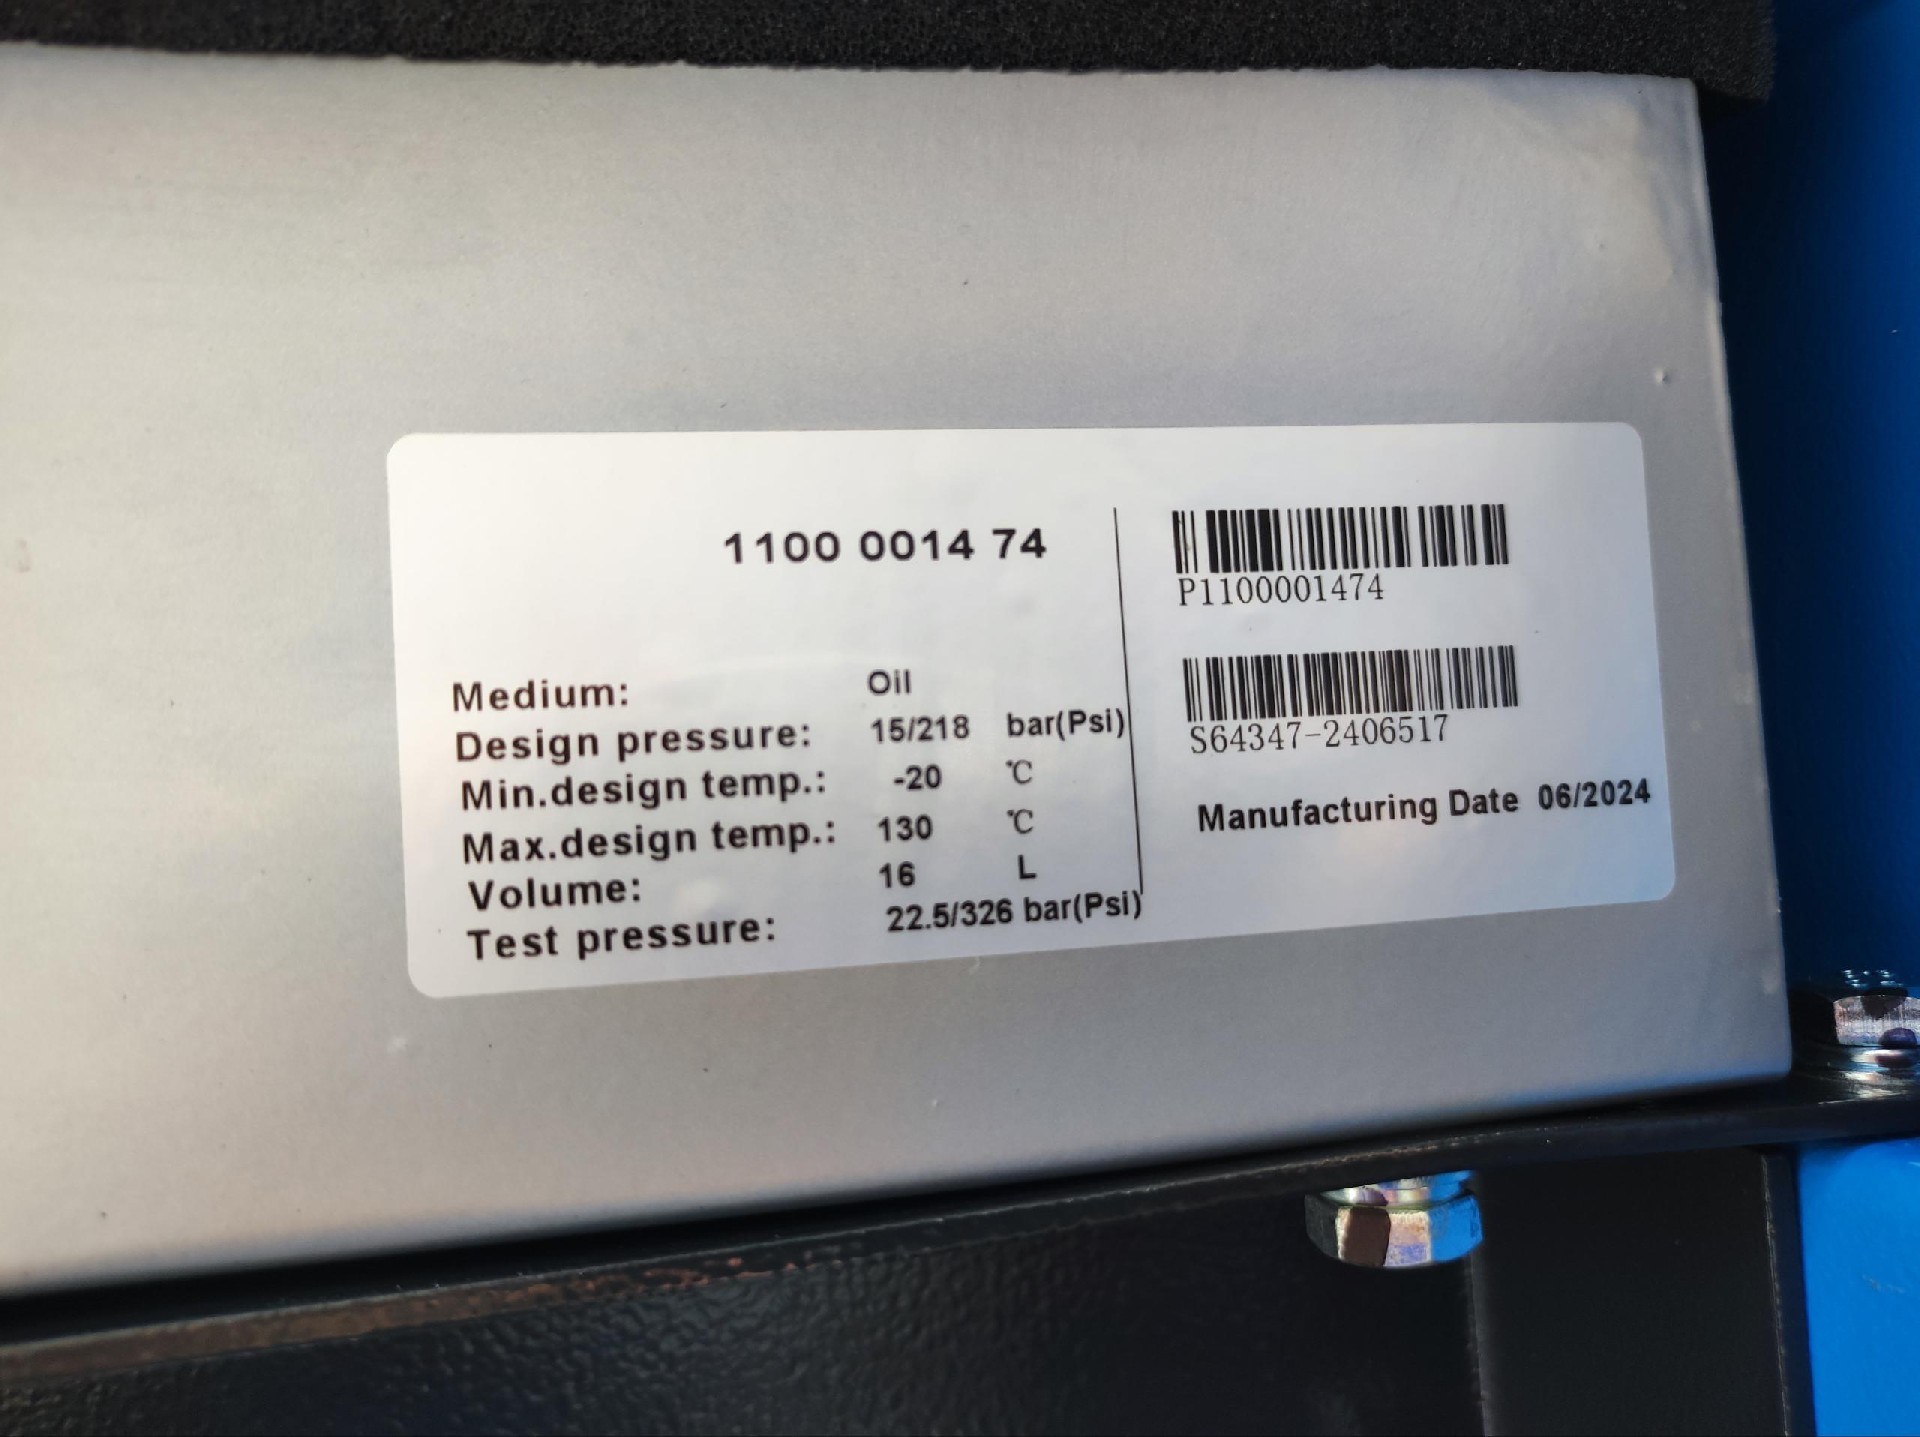 1100 0014 74
Medium: Oil
Design pressure: 15/218 bar(Psi)
Min.design temp.: -20 ℃
Max.design temp.: 130 ℃
Volume: 16 L
Test pressure: 22.5/326 bar(Psi)
P1100001474
S64347-2406517
Manufacturing Date 06/2024